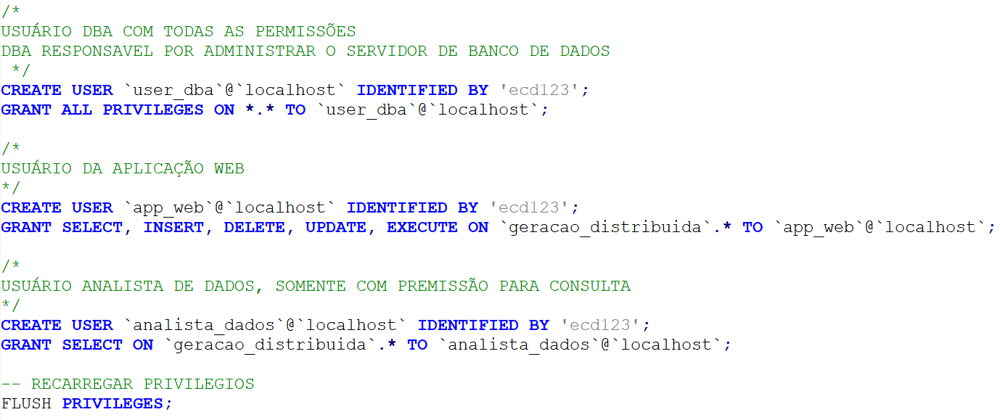 /*
USUÁRIO DBA COM TODAS AS PERMISSÕES
DBA RESPONSAVEL POR ADMINISTRAR O SERVIDOR DE BANCO DE DADOS
 */
CREATE USER `user_dba`@`localhost` IDENTIFIED BY 'ecd123';
GRANT ALL PRIVILEGES ON *.* TO `user_dba`@`localhost`;

/*
USUÁRIO DA APLICAÇÃO WEB
*/
CREATE USER `app_web`@`localhost` IDENTIFIED BY 'ecd123';
GRANT SELECT, INSERT, DELETE, UPDATE, EXECUTE ON `geracao_distribuida`.* TO `app_web`@`localhost`;

/*
USUÁRIO ANALISTA DE DADOS, SOMENTE COM PREMISSÃO PARA CONSULTA
*/
CREATE USER `analista_dados`@`localhost` IDENTIFIED BY 'ecd123';
GRANT SELECT ON `geracao_distribuida`.* TO `analista_dados`@`localhost`;

-- RECARREGAR PRIVILEGIOS
FLUSH PRIVILEGES;